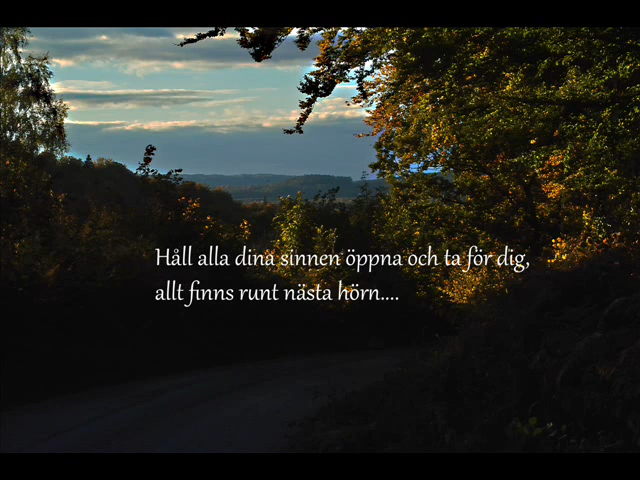 Håll alla dina sinnen öppna och ta för dig,
allt finns runt nästa hörn....